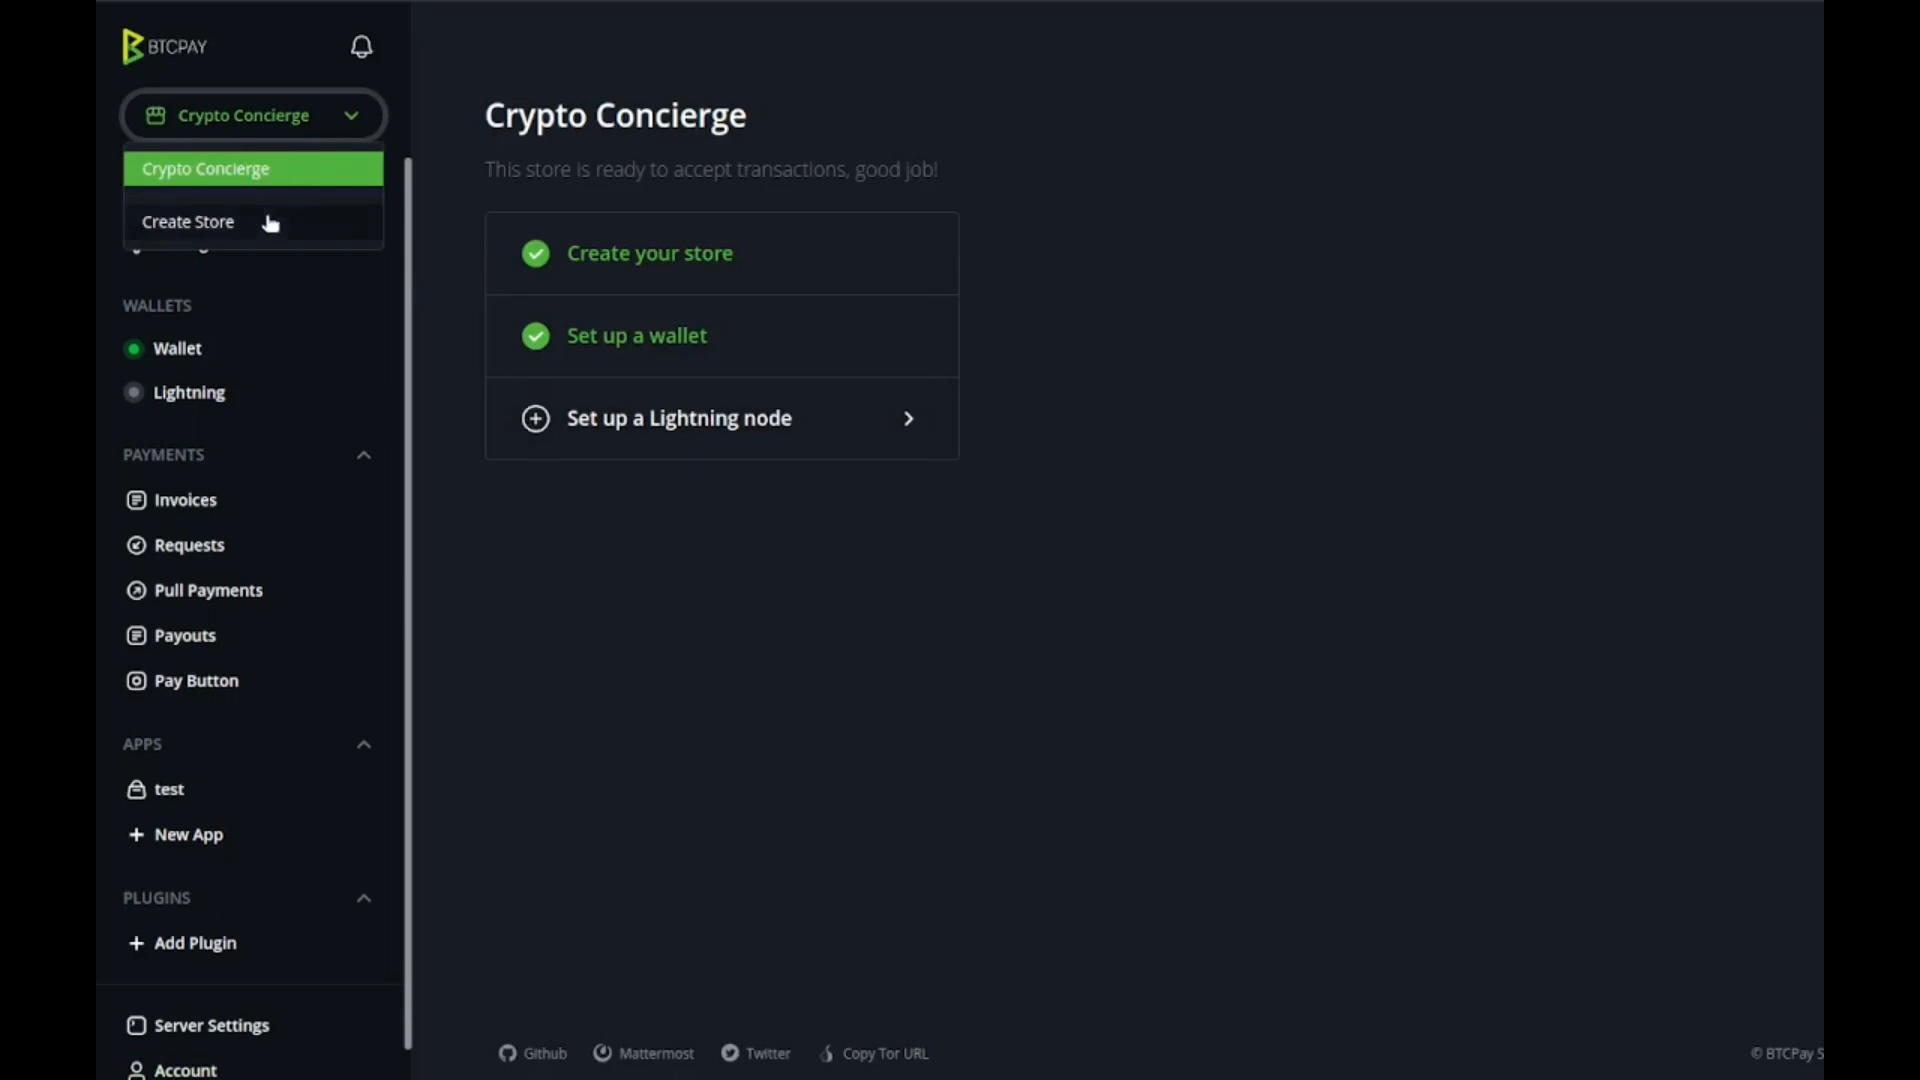 BTCPAY
Crypto Concierge
Crypto Concierge
Create Store
WALLETS
Wallet
Lightning
PAYMENTS
Invoices
Requests
Pull Payments
Payouts
Pay Button
APPS
test
New App
PLUGINS
Add Plugin
Server Settings
Account
Crypto Concierge
This store is ready to accept transactions, good job!
Create your store
Set up a wallet
Set up a Lightning node
Github Mattermost Twitter Copy Tor URL
© BTCPay S